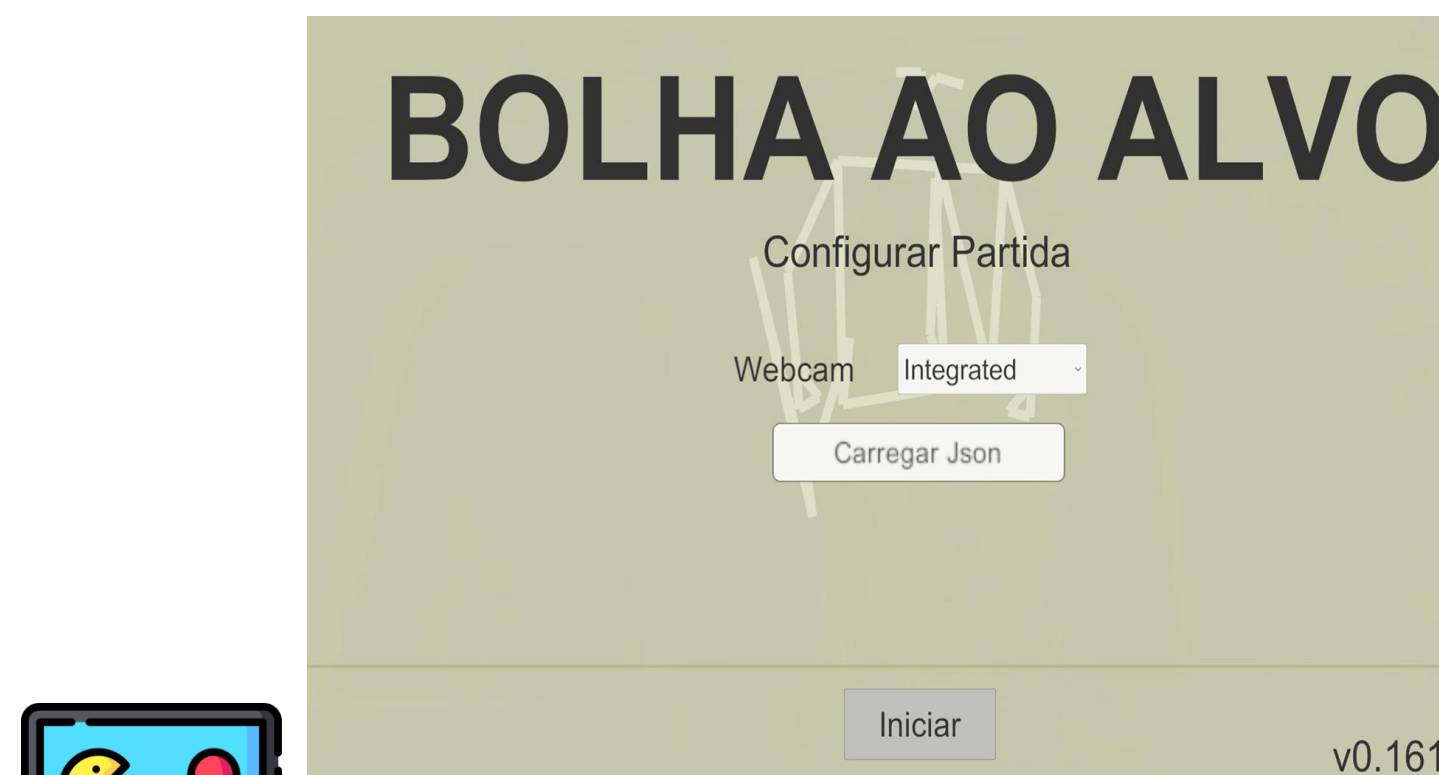 BOLHA AO ALVO
Configurar Partida
Webcam Integrated
Carregar Json
Iniciar
v0.161